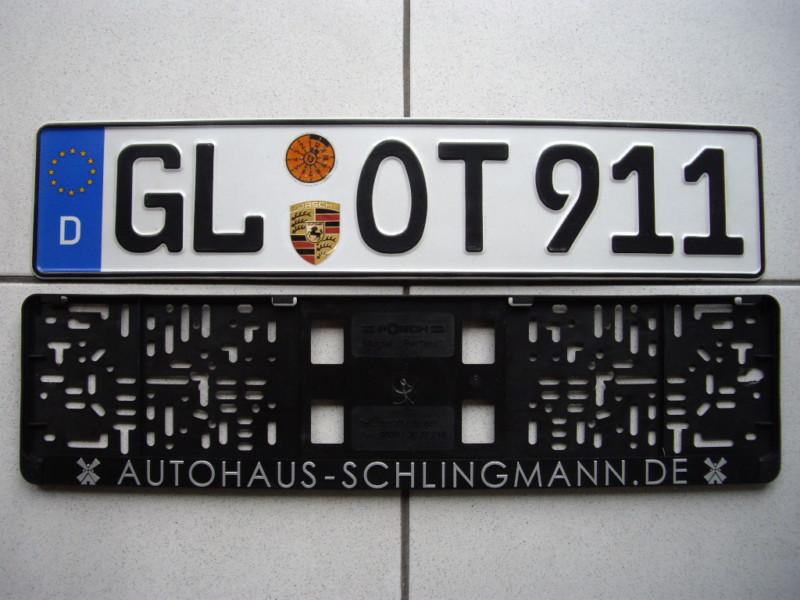 D
GL OT 911
AUTOHAUS-SCHLINGMANN.DE